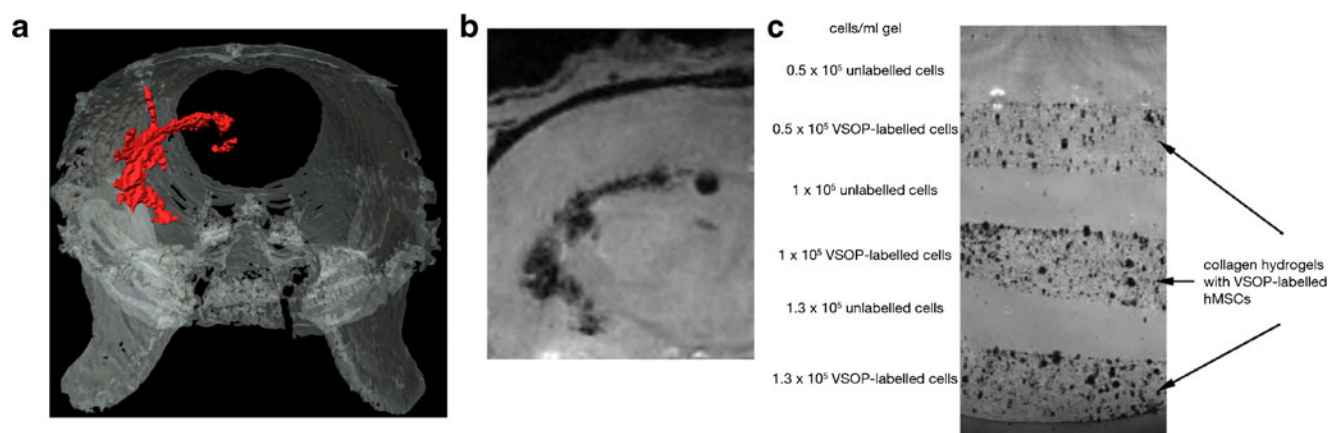 a
b
c
cells/ml gel
0.5 x 10⁵ unlabelled cells
0.5 x 10⁵ VSOP-labelled cells
1 x 10⁵ unlabelled cells
1 x 10⁵ VSOP-labelled cells
1.3 x 10⁵ unlabelled cells
1.3 x 10⁵ VSOP-labelled cells
collagen hydrogels
with VSOP-labelled
hMSCs